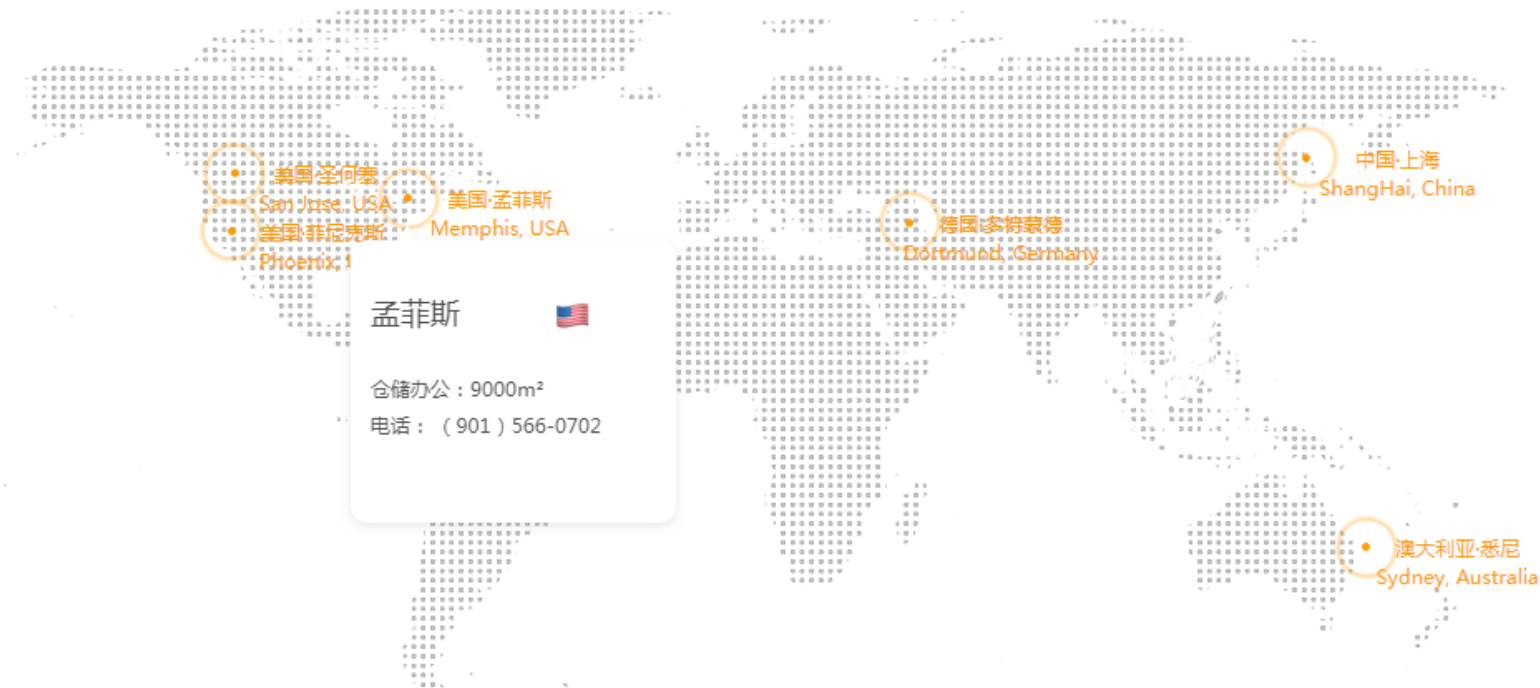 美国·圣何塞
San Jose, USA
美国·菲尼克斯
Phoenix,
美国·孟菲斯
Memphis, USA
孟菲斯
仓储办公：9000m²
电话：（901）566-0702
德国·多特蒙德
Dortmund, Germany
中国·上海
ShangHai, China
澳大利亚·悉尼
Sydney, Australia